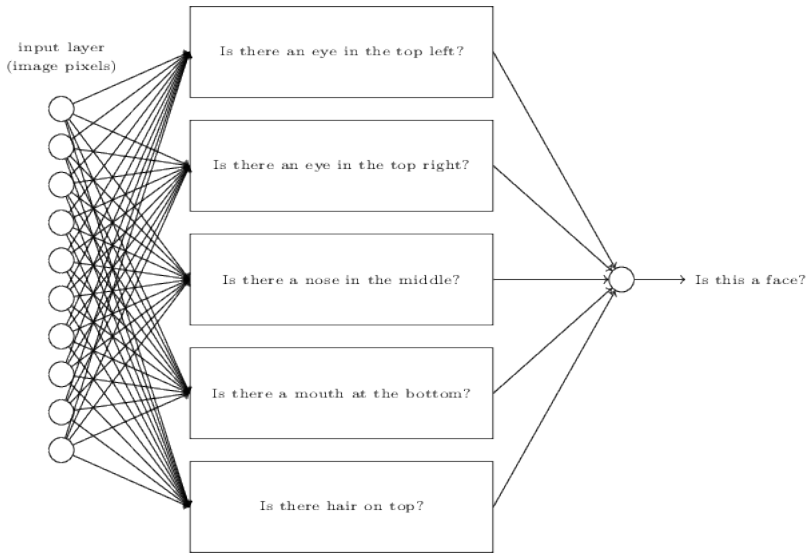 input layer
(image pixels)
Is there an eye in the top left?
Is there an eye in the top right?
Is there a nose in the middle?
Is there a mouth at the bottom?
Is there hair on top?
Is this a face?